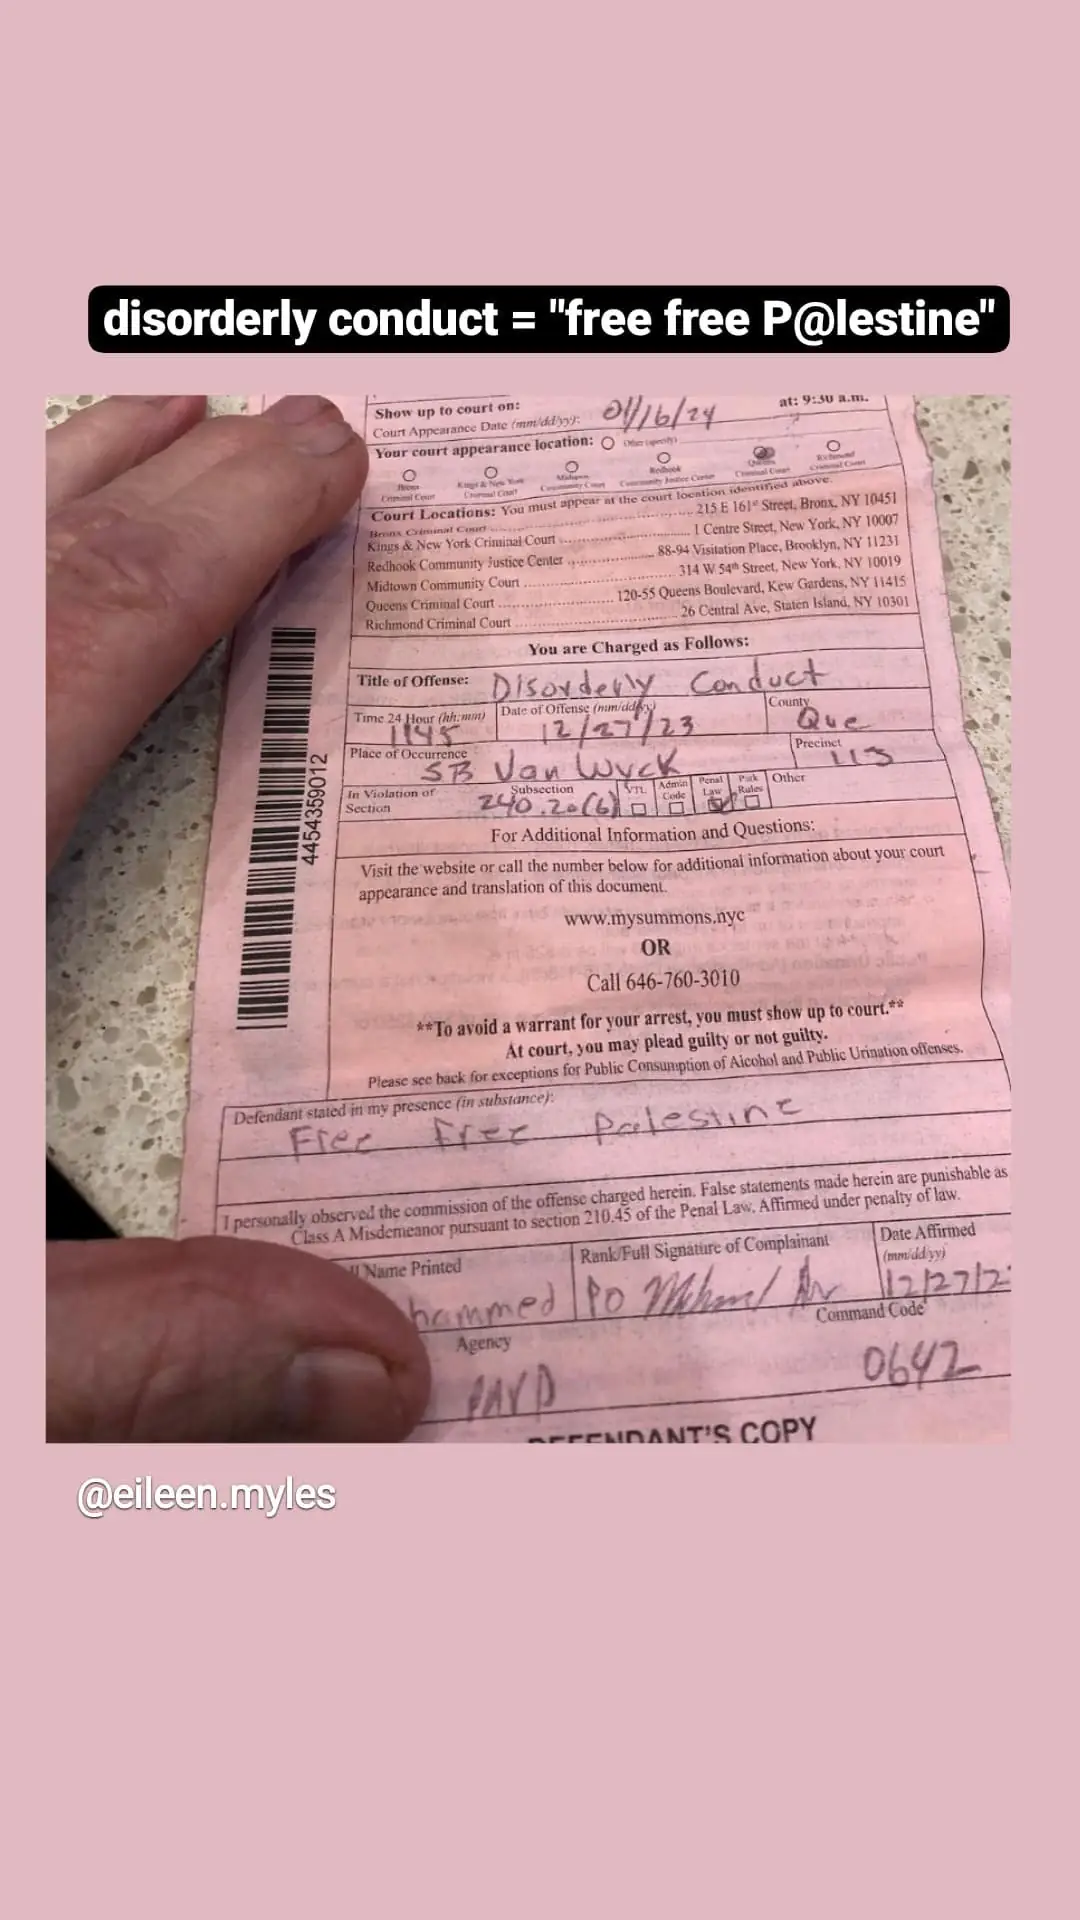 disorderly conduct = "free free P@lestine"
Show up to court on:
Court Appearance Date (mm/dd/yy): 01/16/24 at: 9:30 a.m.
Your court appearance location: Other (specify)
Bronx Criminal Court
Kings & New York Criminal Court
Midtown Community Court
Redhook Community Justice Center
Queens Criminal Court
Richmond Criminal Court
Court Locations: You must appear at the court location identified above.
Bronx Criminal Court 215 E 161st Street, Bronx, NY 10451
Kings & New York Criminal Court 1 Centre Street, New York, NY 10007
Redhook Community Justice Center 88-94 Visitation Place, Brooklyn, NY 11231
Midtown Community Court 314 W 54th Street, New York, NY 10019
Queens Criminal Court 120-55 Queens Boulevard, Kew Gardens, NY 11415
Richmond Criminal Court 26 Central Ave, Staten Island, NY 10301
You are Charged as Follows:
Title of Offense: Disorderly Conduct
Time 24 Hour (hh:mm) 1145 Date of Offense (mm/dd/yy) 12/27/23 County Que
Place of Occurrence SB Van Wyck Precinct 113
In Violation of Section Subsection 240.20(6) VTL Admin Code Penal Law Park Rules Other
4454359012
For Additional Information and Questions:
Visit the website or call the number below for additional information about your court
appearance and translation of this document.
www.mysummons.nyc
OR
Call 646-760-3010
**To avoid a warrant for your arrest, you must show up to court.**
At court, you may plead guilty or not guilty.
Please see back for exceptions for Public Consumption of Alcohol and Public Urination offenses.
Defendant stated in my presence (in substance):
Free Free Palestine
I personally observed the commission of the offense charged herein. False statements made herein are punishable as
Class A Misdemeanor pursuant to section 210.45 of the Penal Law. Affirmed under penalty of law.
Name Printed Rank/Full Signature of Complainant Date Affirmed (mm/dd/yy)
hammed PO 12/27/2
Agency Command Code
NYPD 0642
DEFENDANT'S COPY
@eileen.myles